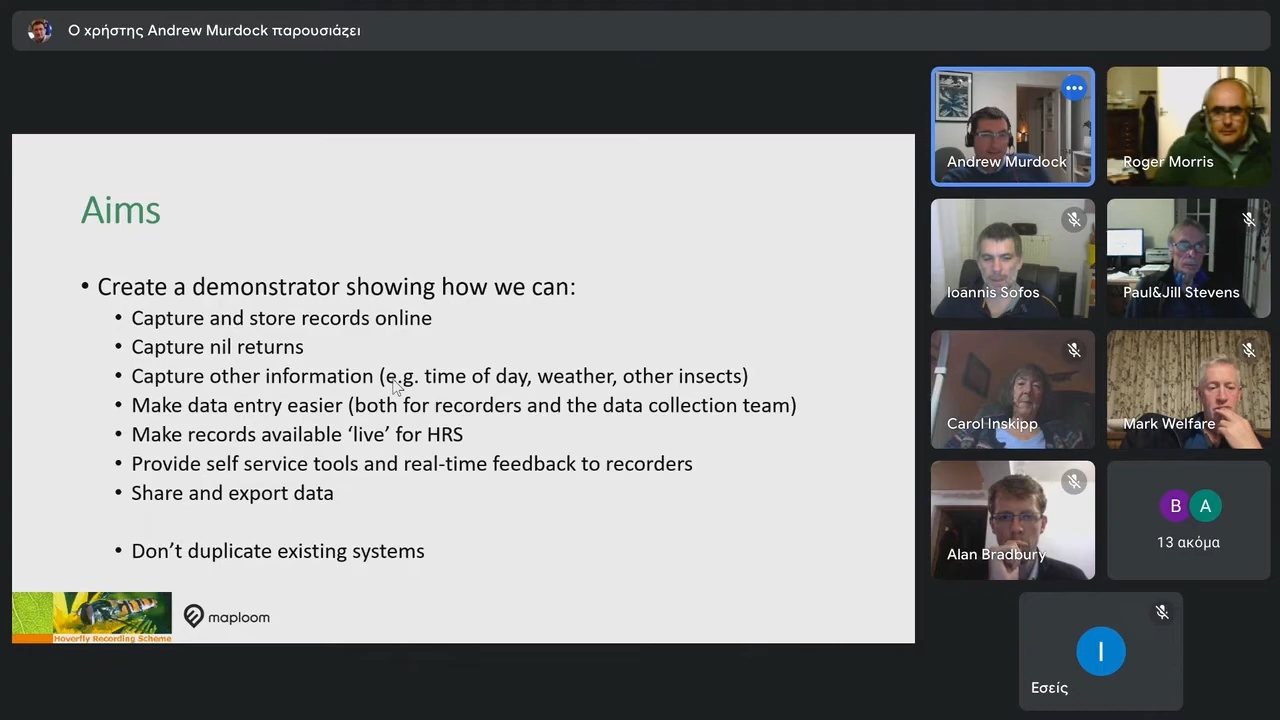 Ο χρήστης Andrew Murdock παρουσιάζει
Aims
• Create a demonstrator showing how we can:
• Capture and store records online
• Capture nil returns
• Capture other information (e.g. time of day, weather, other insects)
• Make data entry easier (both for recorders and the data collection team)
• Make records available ‘live’ for HRS
• Provide self service tools and real-time feedback to recorders
• Share and export data
• Don’t duplicate existing systems
Hoverfly Recording Scheme
maploom
Andrew Murdock
Roger Morris
Ioannis Sofos
Paul&Jill Stevens
Carol Inskipp
Mark Welfare
Alan Bradbury
B A
13 ακόμα
I
Εσείς